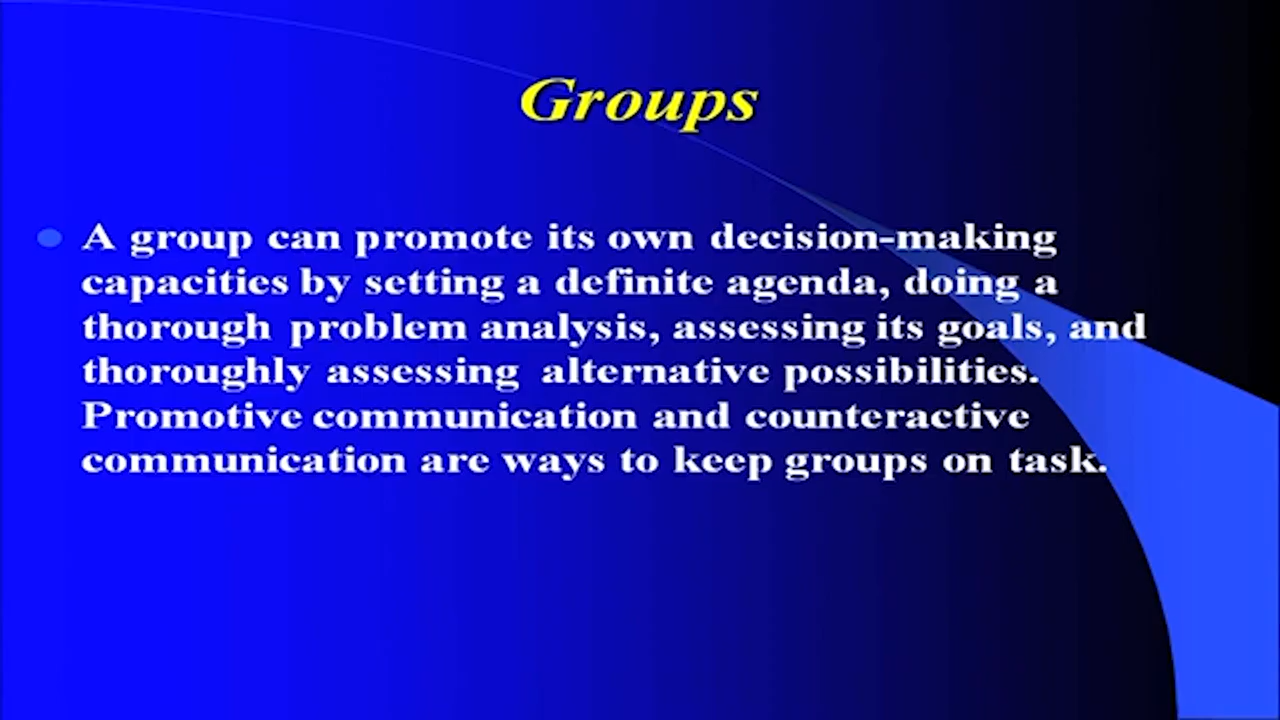 Groups
A group can promote its own decision-making
capacities by setting a definite agenda, doing a
thorough problem analysis, assessing its goals, and
thoroughly assessing alternative possibilities.
Promotive communication and counteractive
communication are ways to keep groups on task.